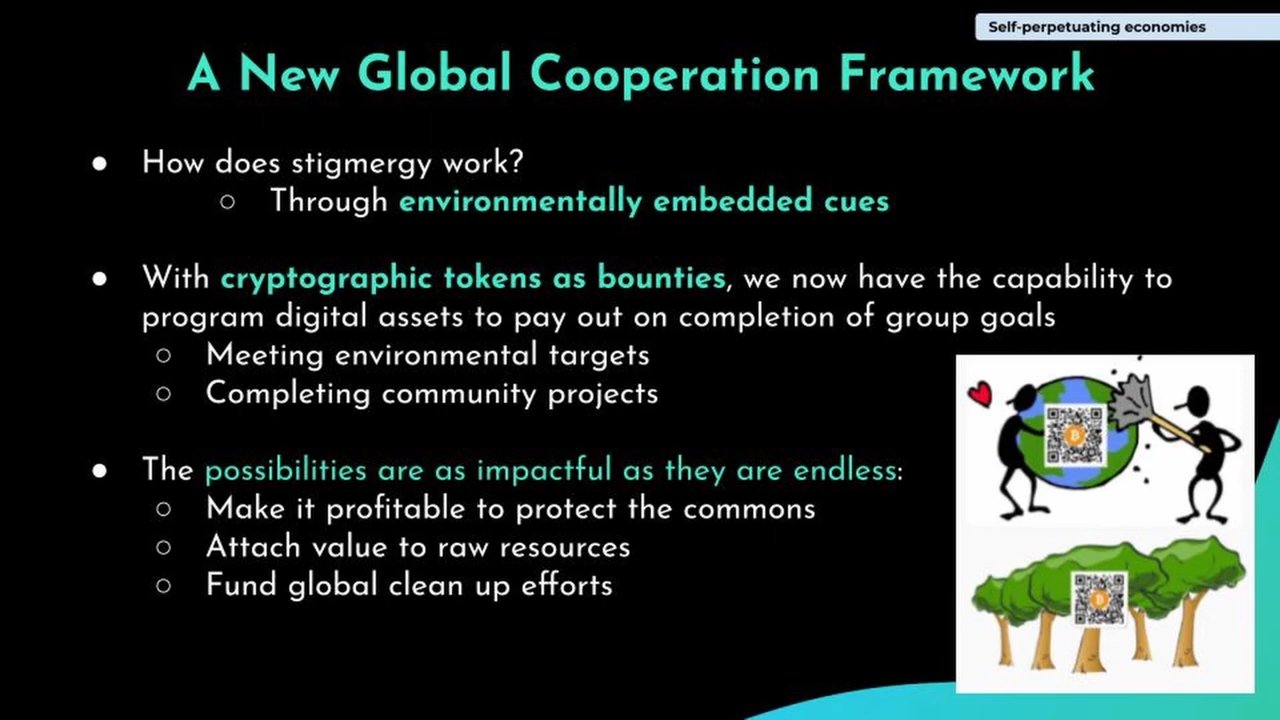 Self-perpetuating economies
A New Global Cooperation Framework
● How does stigmergy work?
○ Through environmentally embedded cues
● With cryptographic tokens as bounties, we now have the capability to
program digital assets to pay out on completion of group goals
○ Meeting environmental targets
○ Completing community projects
● The possibilities are as impactful as they are endless:
○ Make it profitable to protect the commons
○ Attach value to raw resources
○ Fund global clean up efforts